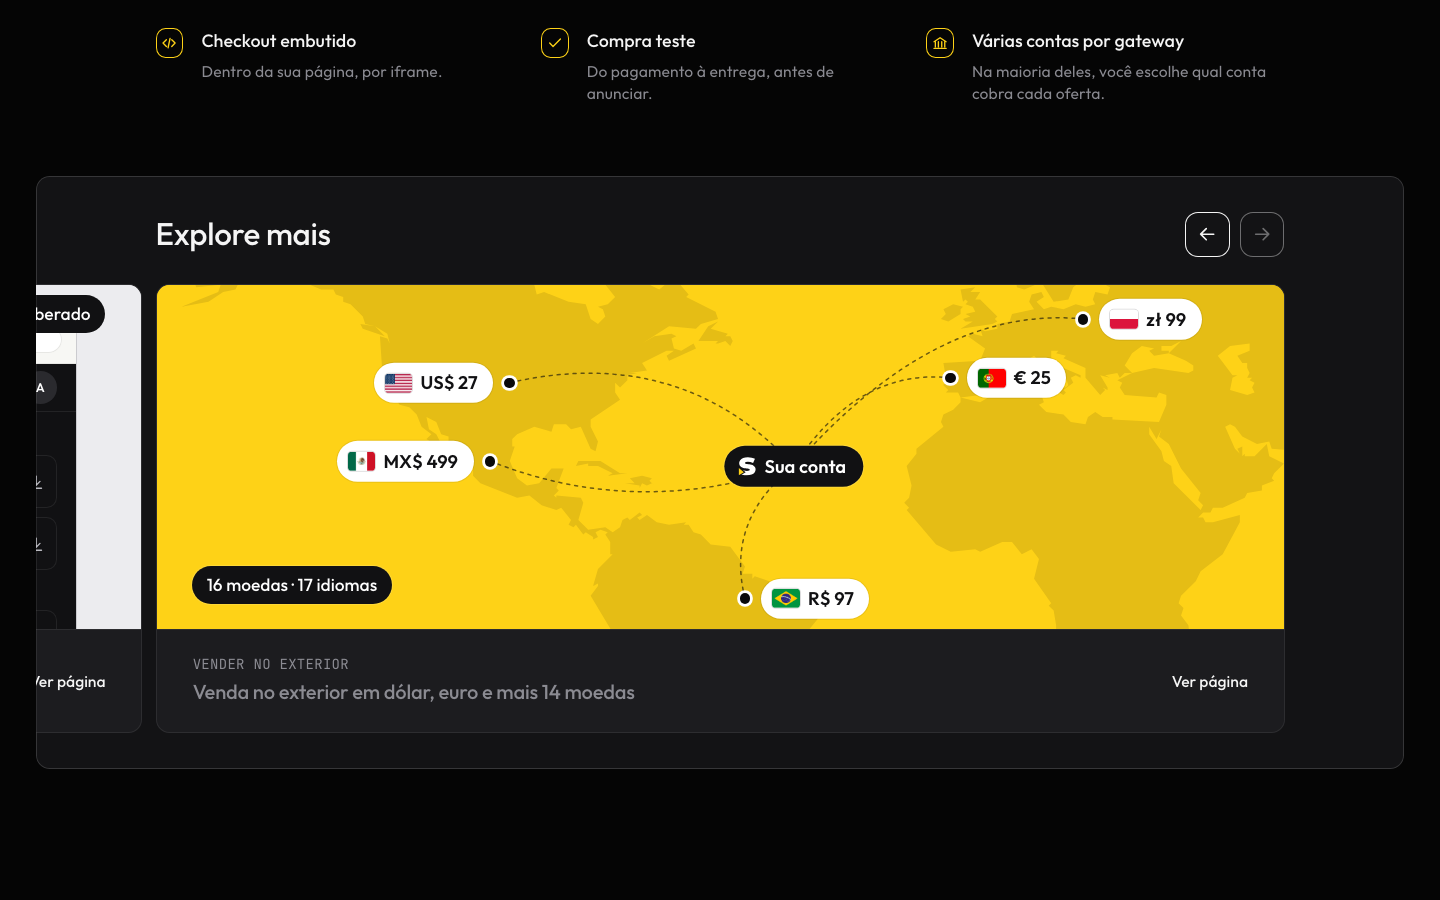 Checkout embutido
Dentro da sua página, por iframe.
Compra teste
Do pagamento à entrega, antes de
anunciar.
Várias contas por gateway
Na maioria deles, você escolhe qual conta
cobra cada oferta.
Explore mais
berado
A
Ver página
zł 99
€ 25
US$ 27
MX$ 499
Sua conta
R$ 97
16 moedas · 17 idiomas
VENDER NO EXTERIOR
Venda no exterior em dólar, euro e mais 14 moedas
Ver página